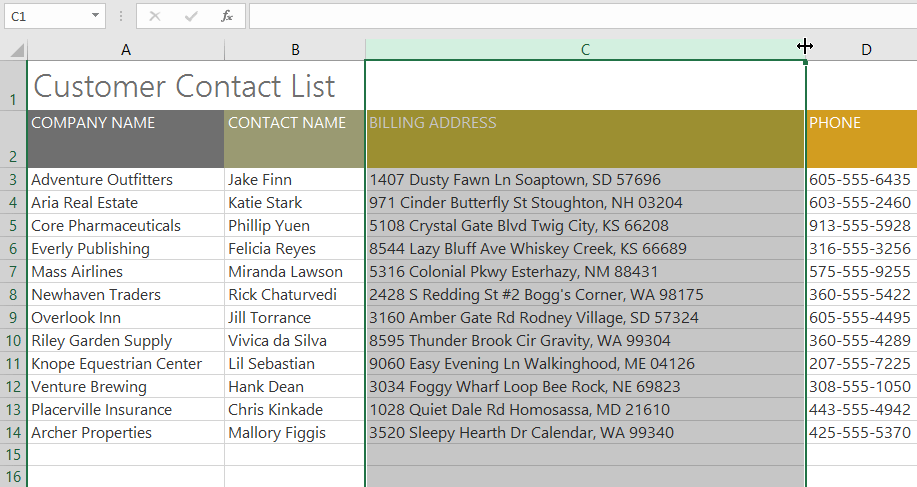 C1 fx
A B C D
1 Customer Contact List
2 COMPANY NAME CONTACT NAME BILLING ADDRESS PHONE
3 Adventure Outfitters Jake Finn 1407 Dusty Fawn Ln Soaptown, SD 57696 605-555-6435
4 Aria Real Estate Katie Stark 971 Cinder Butterfly St Stoughton, NH 03204 603-555-2460
5 Core Pharmaceuticals Phillip Yuen 5108 Crystal Gate Blvd Twig City, KS 66208 913-555-5928
6 Everly Publishing Felicia Reyes 8544 Lazy Bluff Ave Whiskey Creek, KS 66689 316-555-3256
7 Mass Airlines Miranda Lawson 5316 Colonial Pkwy Esterhazy, NM 88431 575-555-9255
8 Newhaven Traders Rick Chaturvedi 2428 S Redding St #2 Bogg's Corner, WA 98175 360-555-5422
9 Overlook Inn Jill Torrance 3160 Amber Gate Rd Rodney Village, SD 57324 605-555-4495
10 Riley Garden Supply Vivica da Silva 8595 Thunder Brook Cir Gravity, WA 99304 360-555-4289
11 Knope Equestrian Center Lil Sebastian 9060 Easy Evening Ln Walkinghood, ME 04126 207-555-7225
12 Venture Brewing Hank Dean 3034 Foggy Wharf Loop Bee Rock, NE 69823 308-555-1050
13 Placerville Insurance Chris Kinkade 1028 Quiet Dale Rd Homosassa, MD 21610 443-555-4942
14 Archer Properties Mallory Figgis 3520 Sleepy Hearth Dr Calendar, WA 99340 425-555-5370
15
16